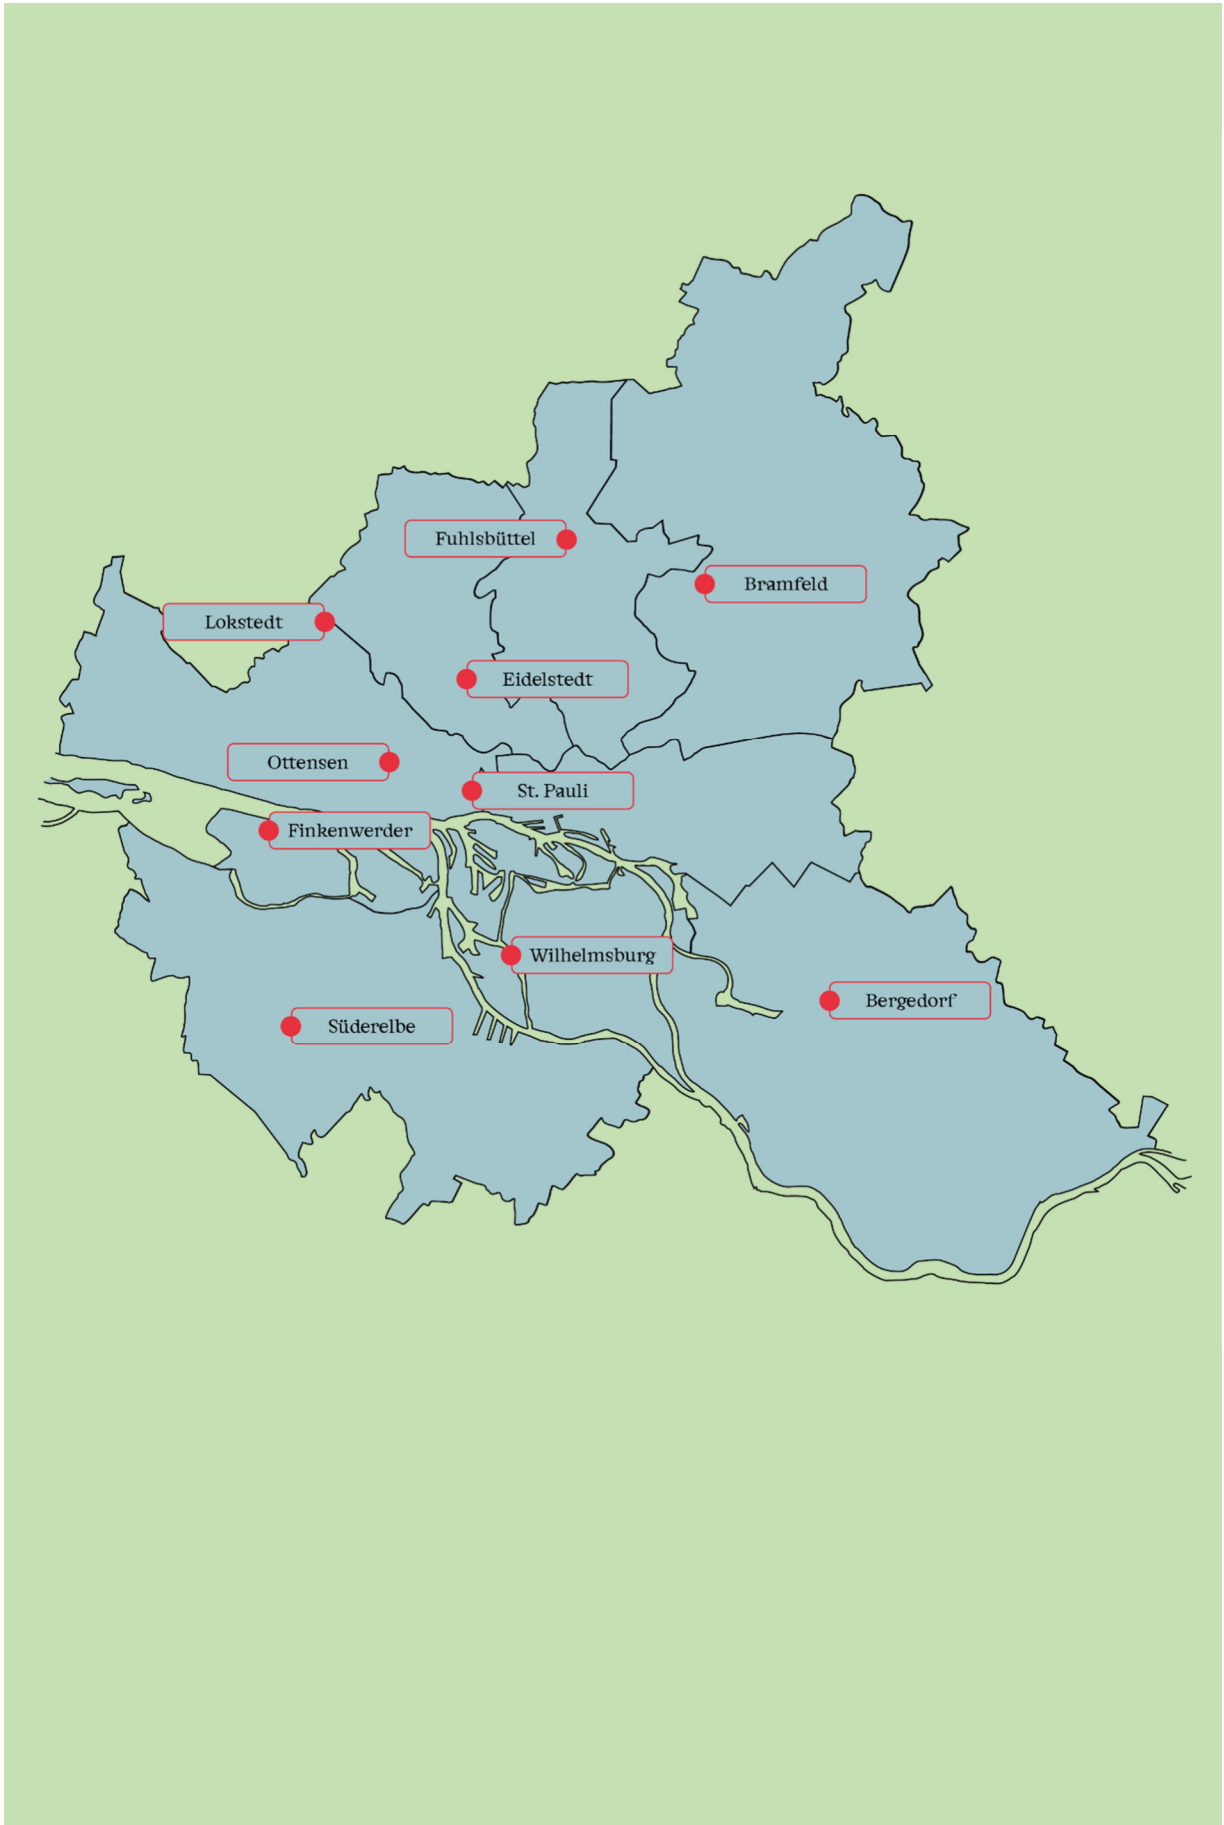 Fuhlsbüttel
Bramfeld
Lokstedt
Eidelstedt
Ottensen
St. Pauli
Finkenwerder
Wilhelmsburg
Bergedorf
Süderelbe